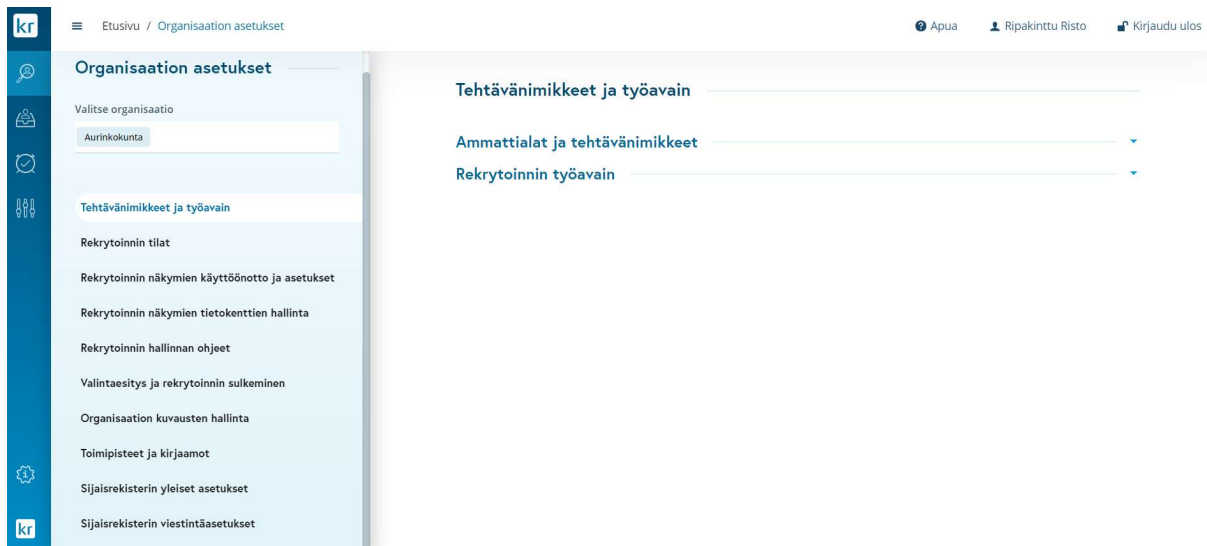 kr
Etusivu / Organisaation asetukset
Apua
Ripakinttu Risto
Kirjaudu ulos
Organisaation asetukset
Valitse organisaatio
Aurinkokunta
Tehtävänimikkeet ja työavain
Rekrytoinnin tilat
Rekrytoinnin näkymien käyttöönotto ja asetukset
Rekrytoinnin näkymien tietokenttien hallinta
Rekrytoinnin hallinnan ohjeet
Valintaesitys ja rekrytoinnin sulkeminen
Organisaation kuvausten hallinta
Toimipisteet ja kirjaamot
Sijaisrekisterin yleiset asetukset
Sijaisrekisterin viestintäasetukset
kr
Tehtävänimikkeet ja työavain
Ammattialat ja tehtävänimikkeet
Rekrytoinnin työavain